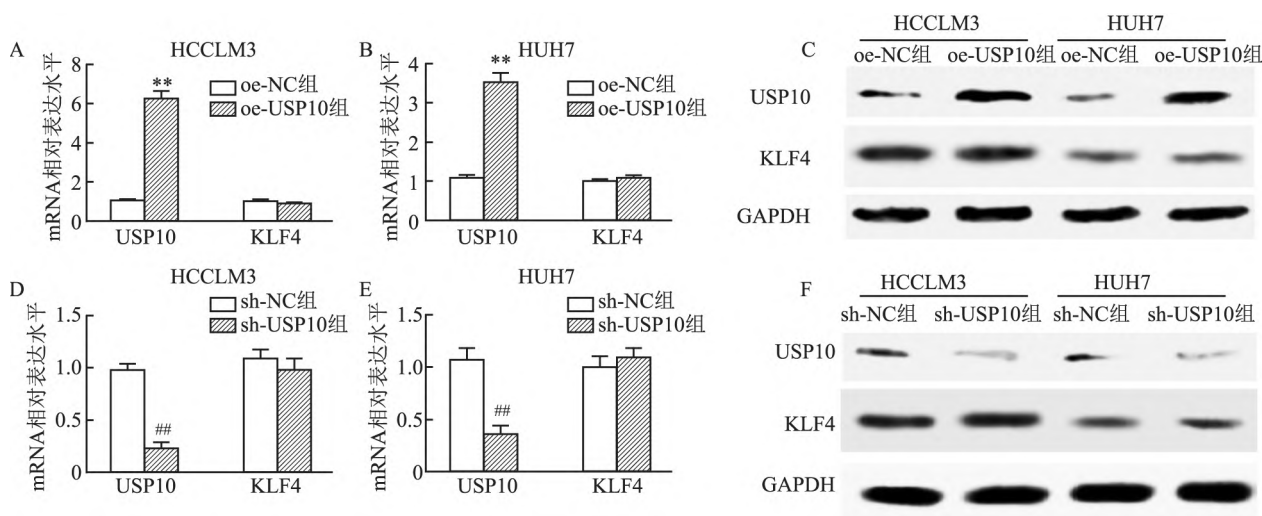 A
HCCLM3
mRNA相对表达水平
8
6
4
2
0
**
oe-NC组
oe-USP10组
USP10 KLF4
B
HUH7
mRNA相对表达水平
4
3
2
1
0
**
oe-NC组
oe-USP10组
USP10 KLF4
C
HCCLM3 HUH7
oe-NC组 oe-USP10组 oe-NC组 oe-USP10组
USP10
KLF4
GAPDH
D
HCCLM3
mRNA相对表达水平
1.5
1.0
0.5
0
##
sh-NC组
sh-USP10组
USP10 KLF4
E
HUH7
mRNA相对表达水平
1.5
1.0
0.5
0
##
sh-NC组
sh-USP10组
USP10 KLF4
F
HCCLM3 HUH7
sh-NC组 sh-USP10组 sh-NC组 sh-USP10组
USP10
KLF4
GAPDH